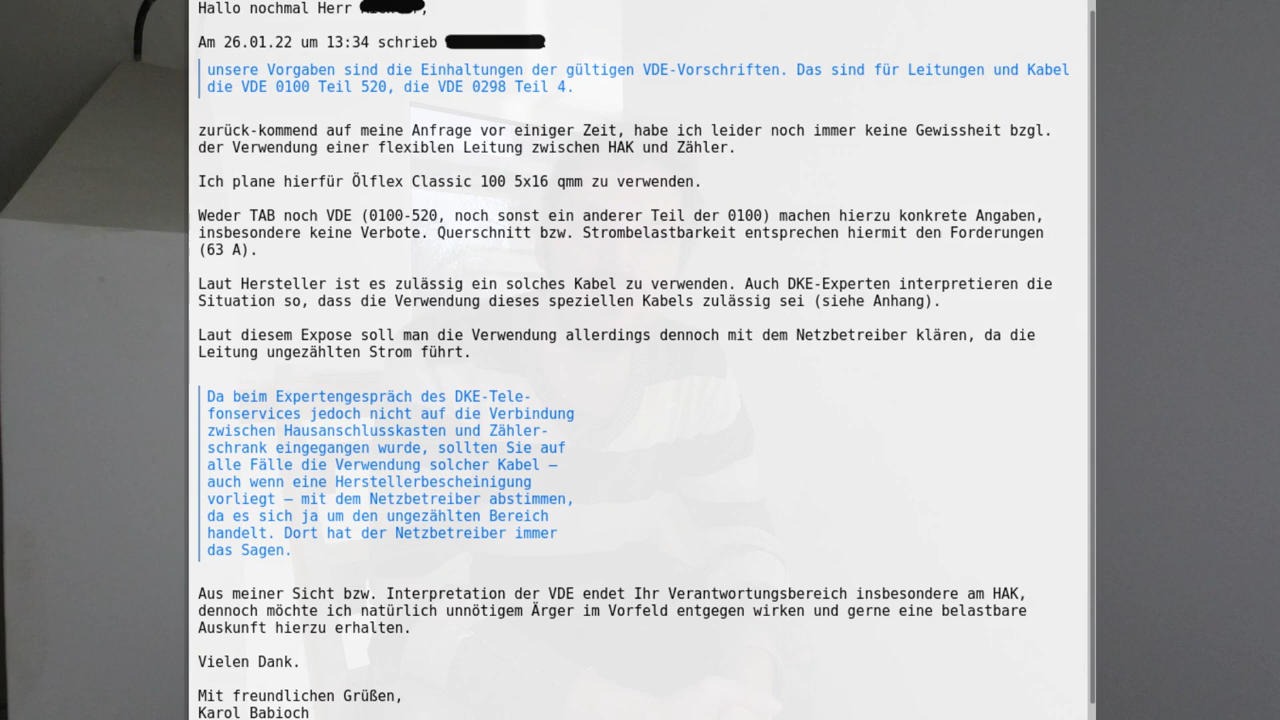 Hallo nochmal Herr
Am 26.01.22 um 13:34 schrieb
unsere Vorgaben sind die Einhaltungen der gültigen VDE-Vorschriften. Das sind für Leitungen und Kabel
die VDE 0100 Teil 520, die VDE 0298 Teil 4.
zurück-kommend auf meine Anfrage vor einiger Zeit, habe ich leider noch immer keine Gewissheit bzgl.
der Verwendung einer flexiblen Leitung zwischen HAK und Zähler.
Ich plane hierfür Ölflex Classic 100 5x16 qmm zu verwenden.
Weder TAB noch VDE (0100-520, noch sonst ein anderer Teil der 0100) machen hierzu konkrete Angaben,
insbesondere keine Verbote. Querschnitt bzw. Strombelastbarkeit entsprechen hiermit den Forderungen
(63 A).
Laut Hersteller ist es zulässig ein solches Kabel zu verwenden. Auch DKE-Experten interpretieren die
Situation so, dass die Verwendung dieses speziellen Kabels zulässig sei (siehe Anhang).
Laut diesem Expose soll man die Verwendung allerdings dennoch mit dem Netzbetreiber klären, da die
Leitung ungezählten Strom führt.
Da beim Expertengespräch des DKE-Tele-
fonservices jedoch nicht auf die Verbindung
zwischen Hausanschlusskasten und Zähler-
schrank eingegangen wurde, sollten Sie auf
alle Fälle die Verwendung solcher Kabel –
auch wenn eine Herstellerbescheinigung
vorliegt – mit dem Netzbetreiber abstimmen,
da es sich ja um den ungezählten Bereich
handelt. Dort hat der Netzbetreiber immer
das Sagen.
Aus meiner Sicht bzw. Interpretation der VDE endet Ihr Verantwortungsbereich insbesondere am HAK,
dennoch möchte ich natürlich unnötigem Ärger im Vorfeld entgegen wirken und gerne eine belastbare
Auskunft hierzu erhalten.
Vielen Dank.
Mit freundlichen Grüßen,
Karol Babioch